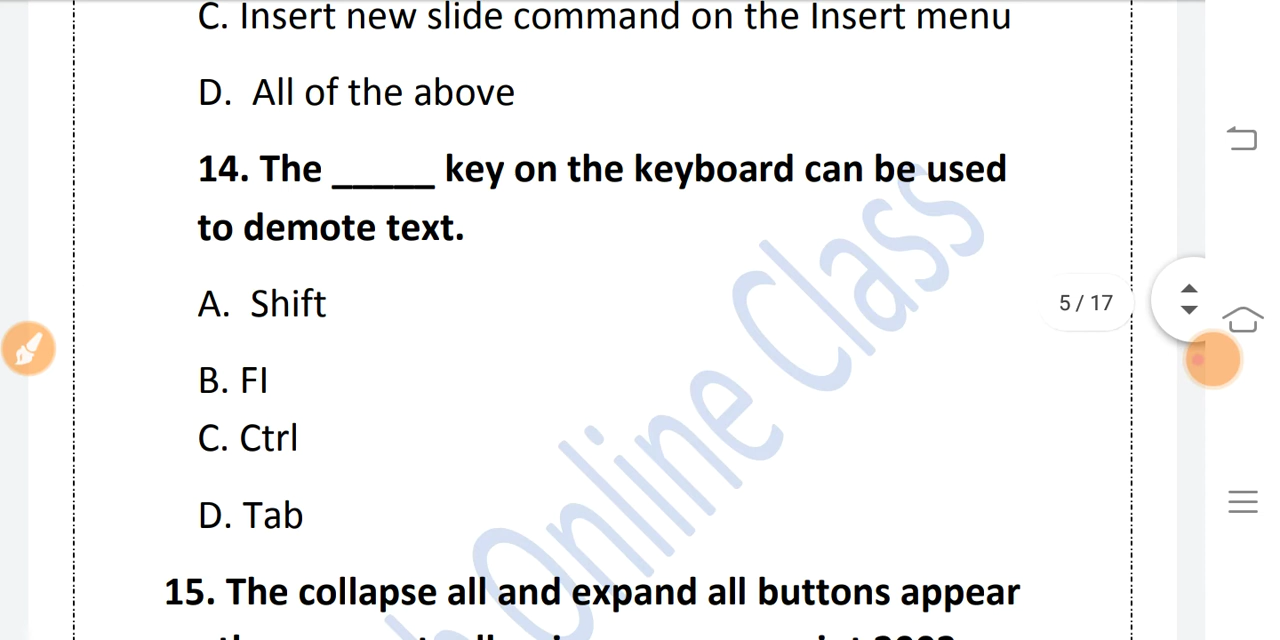 C. Insert new slide command on the Insert menu
D. All of the above
14. The _____ key on the keyboard can be used
to demote text.
A. Shift
5 / 17
B. FI
C. Ctrl
D. Tab
Online Class
15. The collapse all and expand all buttons appear